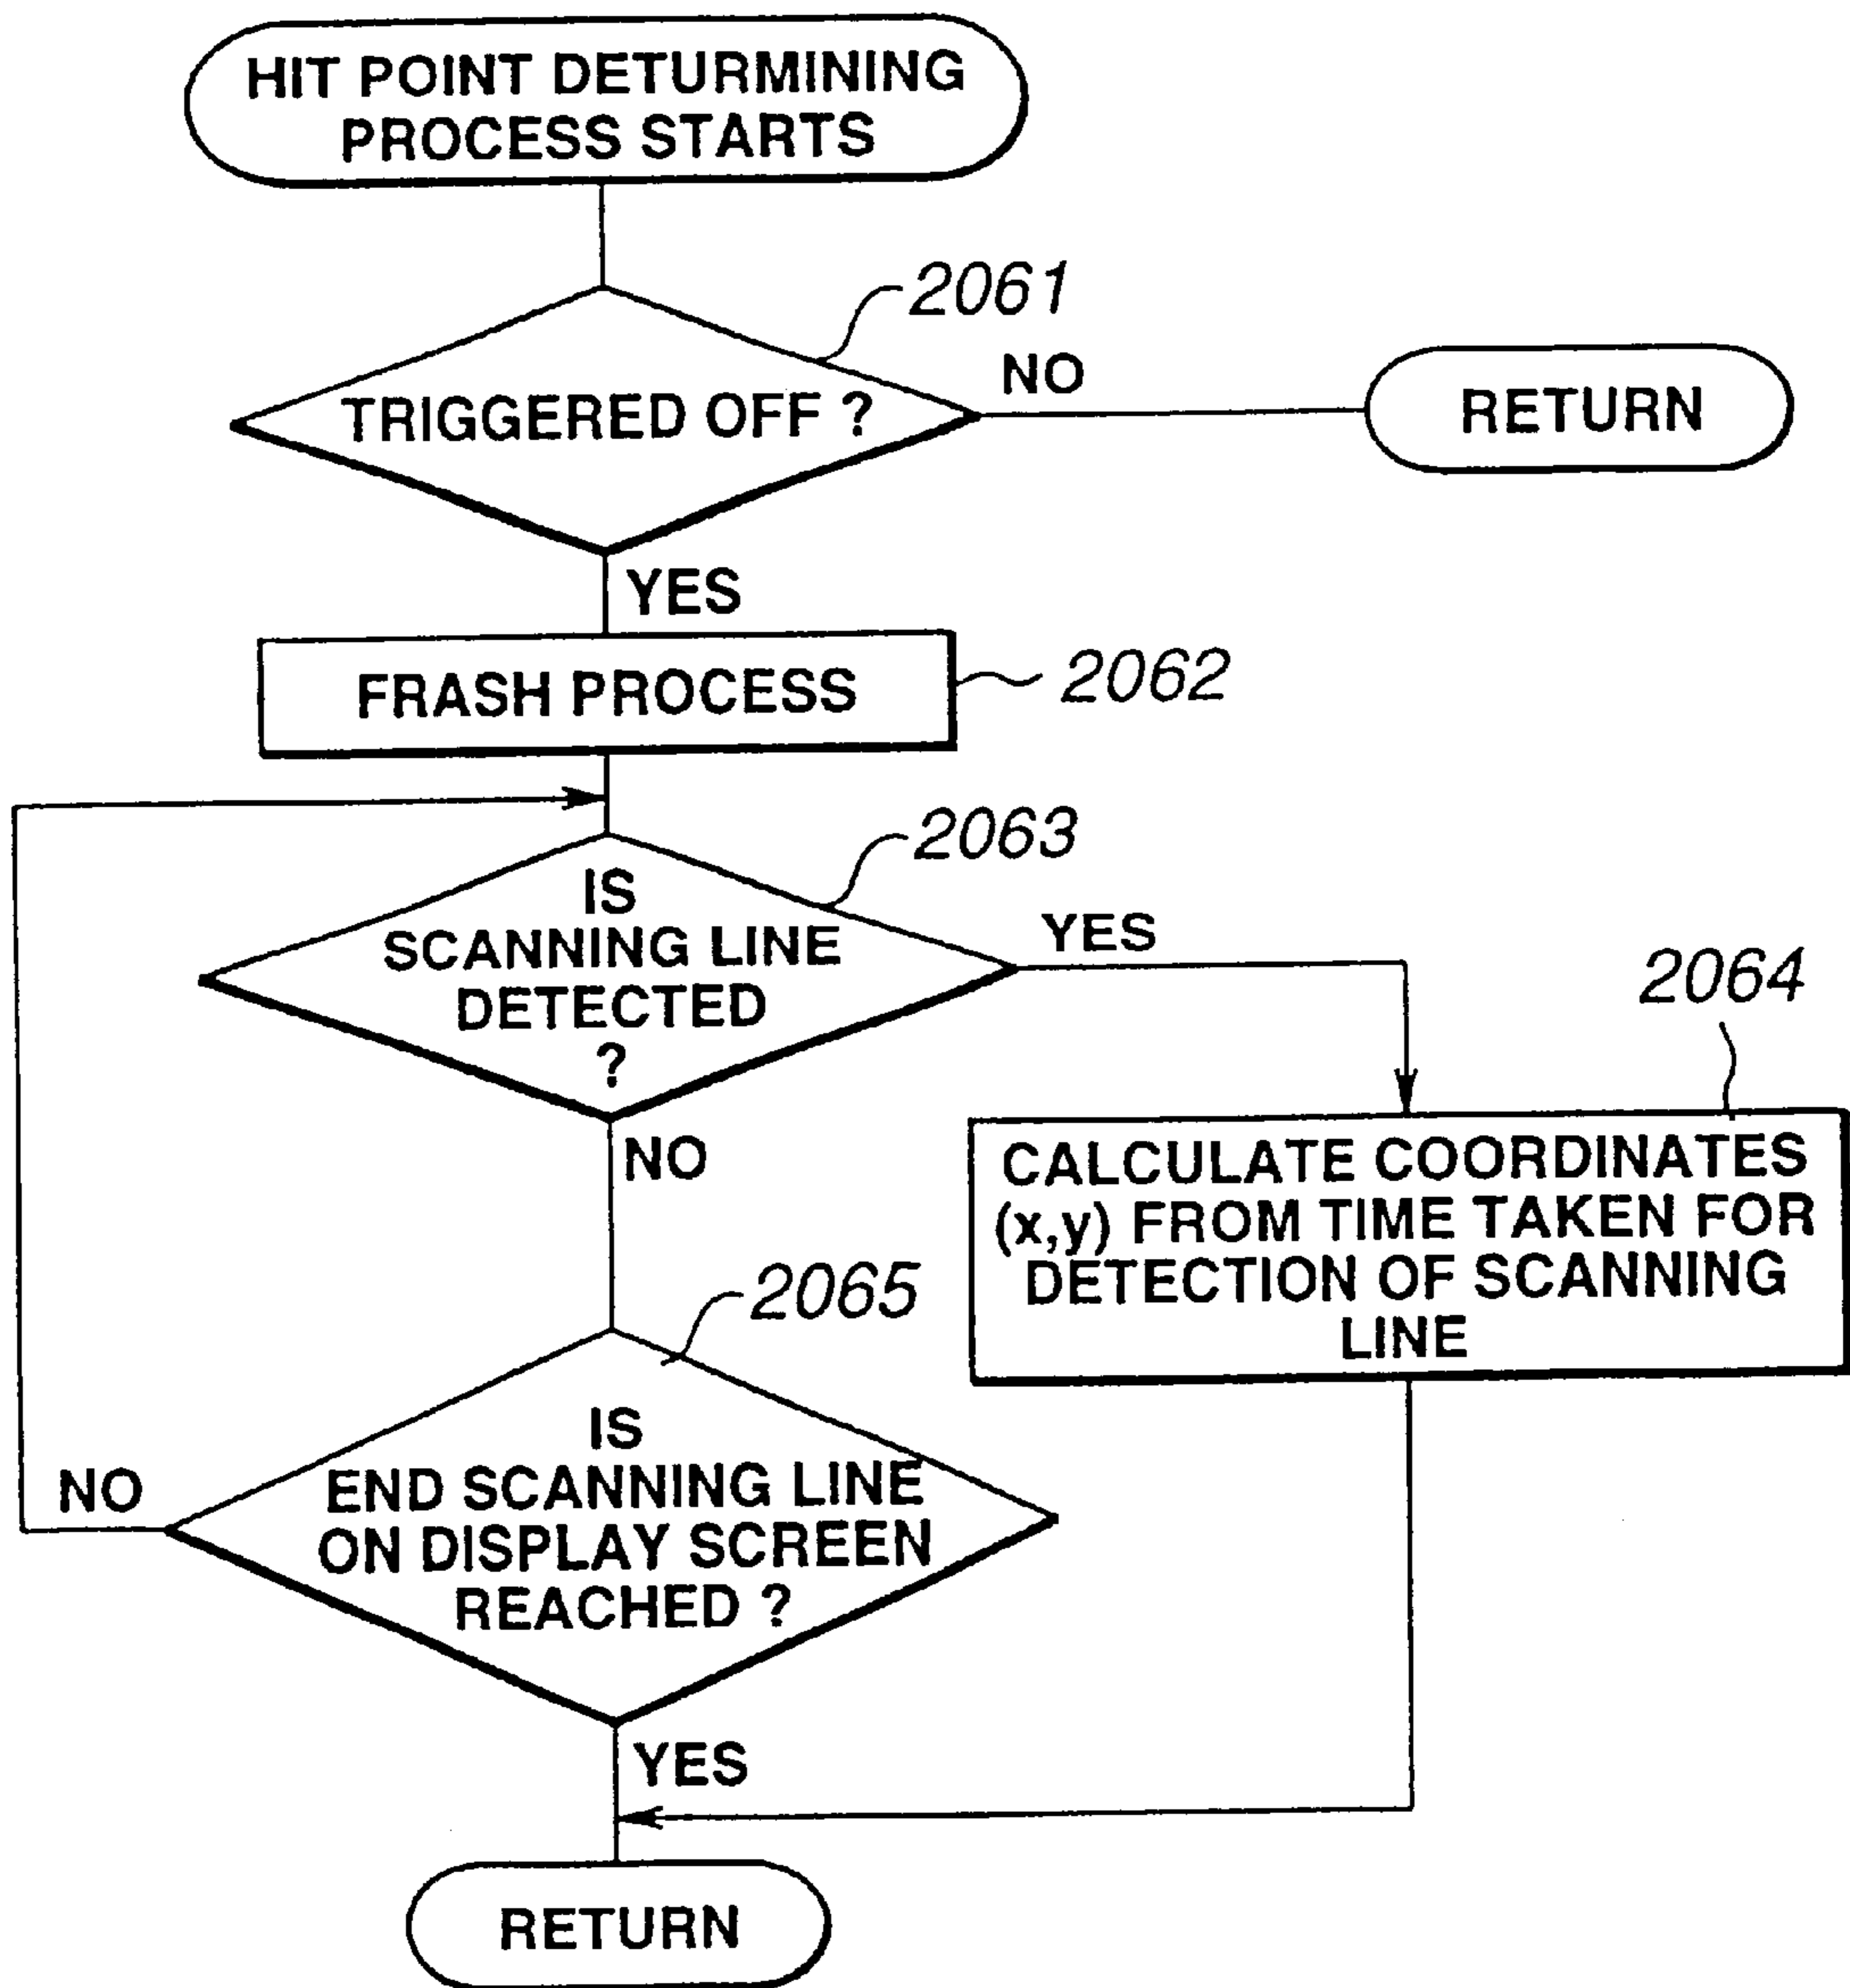 HIT POINT DETURMINING
PROCESS STARTS
2061
NO
TRIGGERED OFF ?
RETURN
YES
FRASH PROCESS
2062
2063
IS
SCANNING LINE
DETECTED
?
YES
2064
NO
CALCULATE COORDINATES
(x,y) FROM TIME TAKEN FOR
DETECTION OF SCANNING
LINE
2065
IS
END SCANNING LINE
ON DISPLAY SCREEN
REACHED ?
NO
YES
RETURN